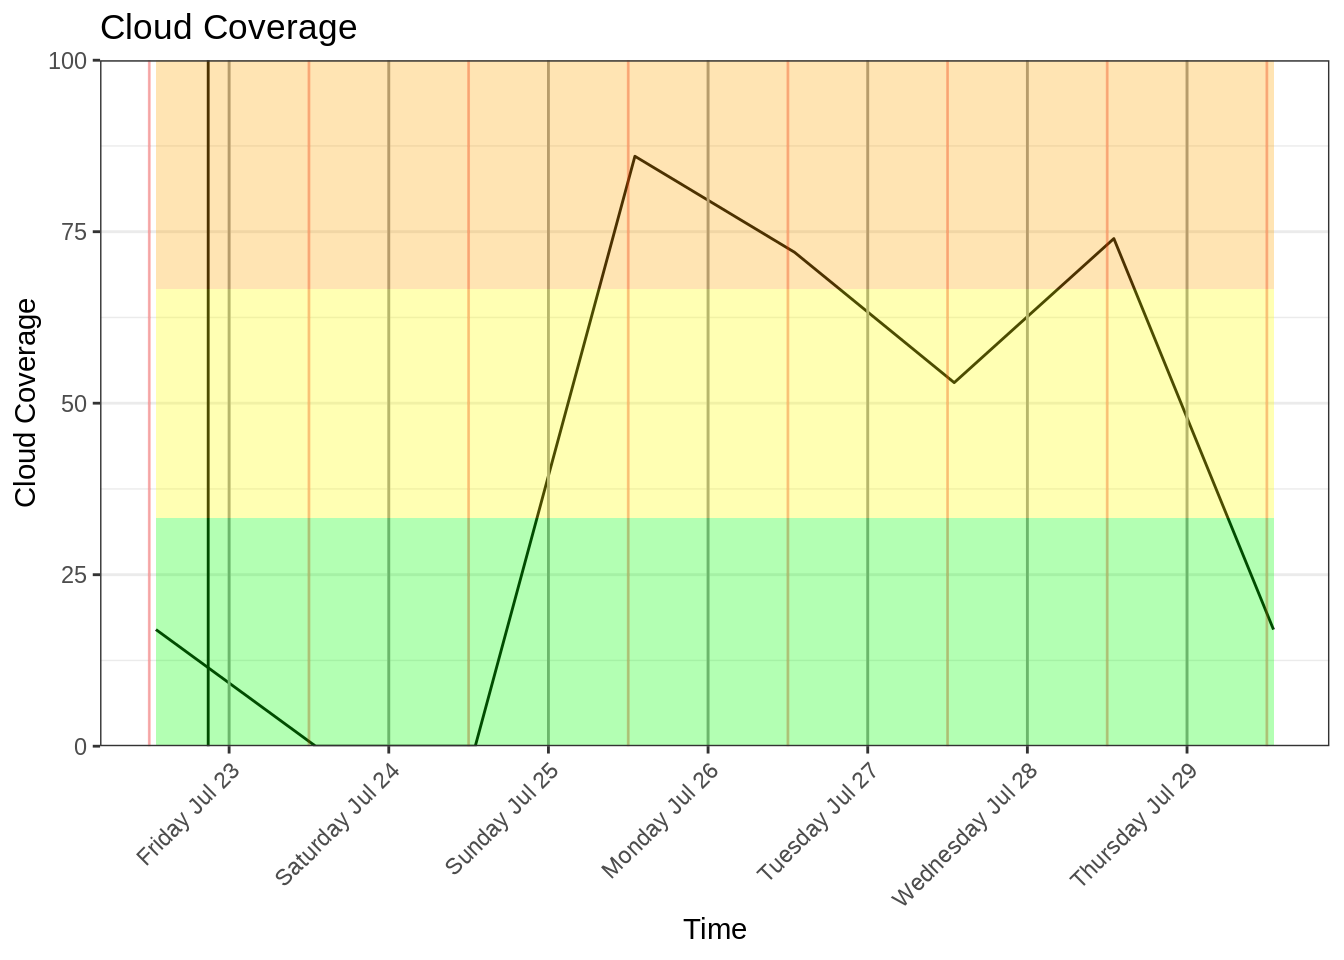 Cloud Coverage
Cloud Coverage
100
75
50
25
0
Friday Jul 23
Saturday Jul 24
Sunday Jul 25
Monday Jul 26
Tuesday Jul 27
Wednesday Jul 28
Thursday Jul 29
Time